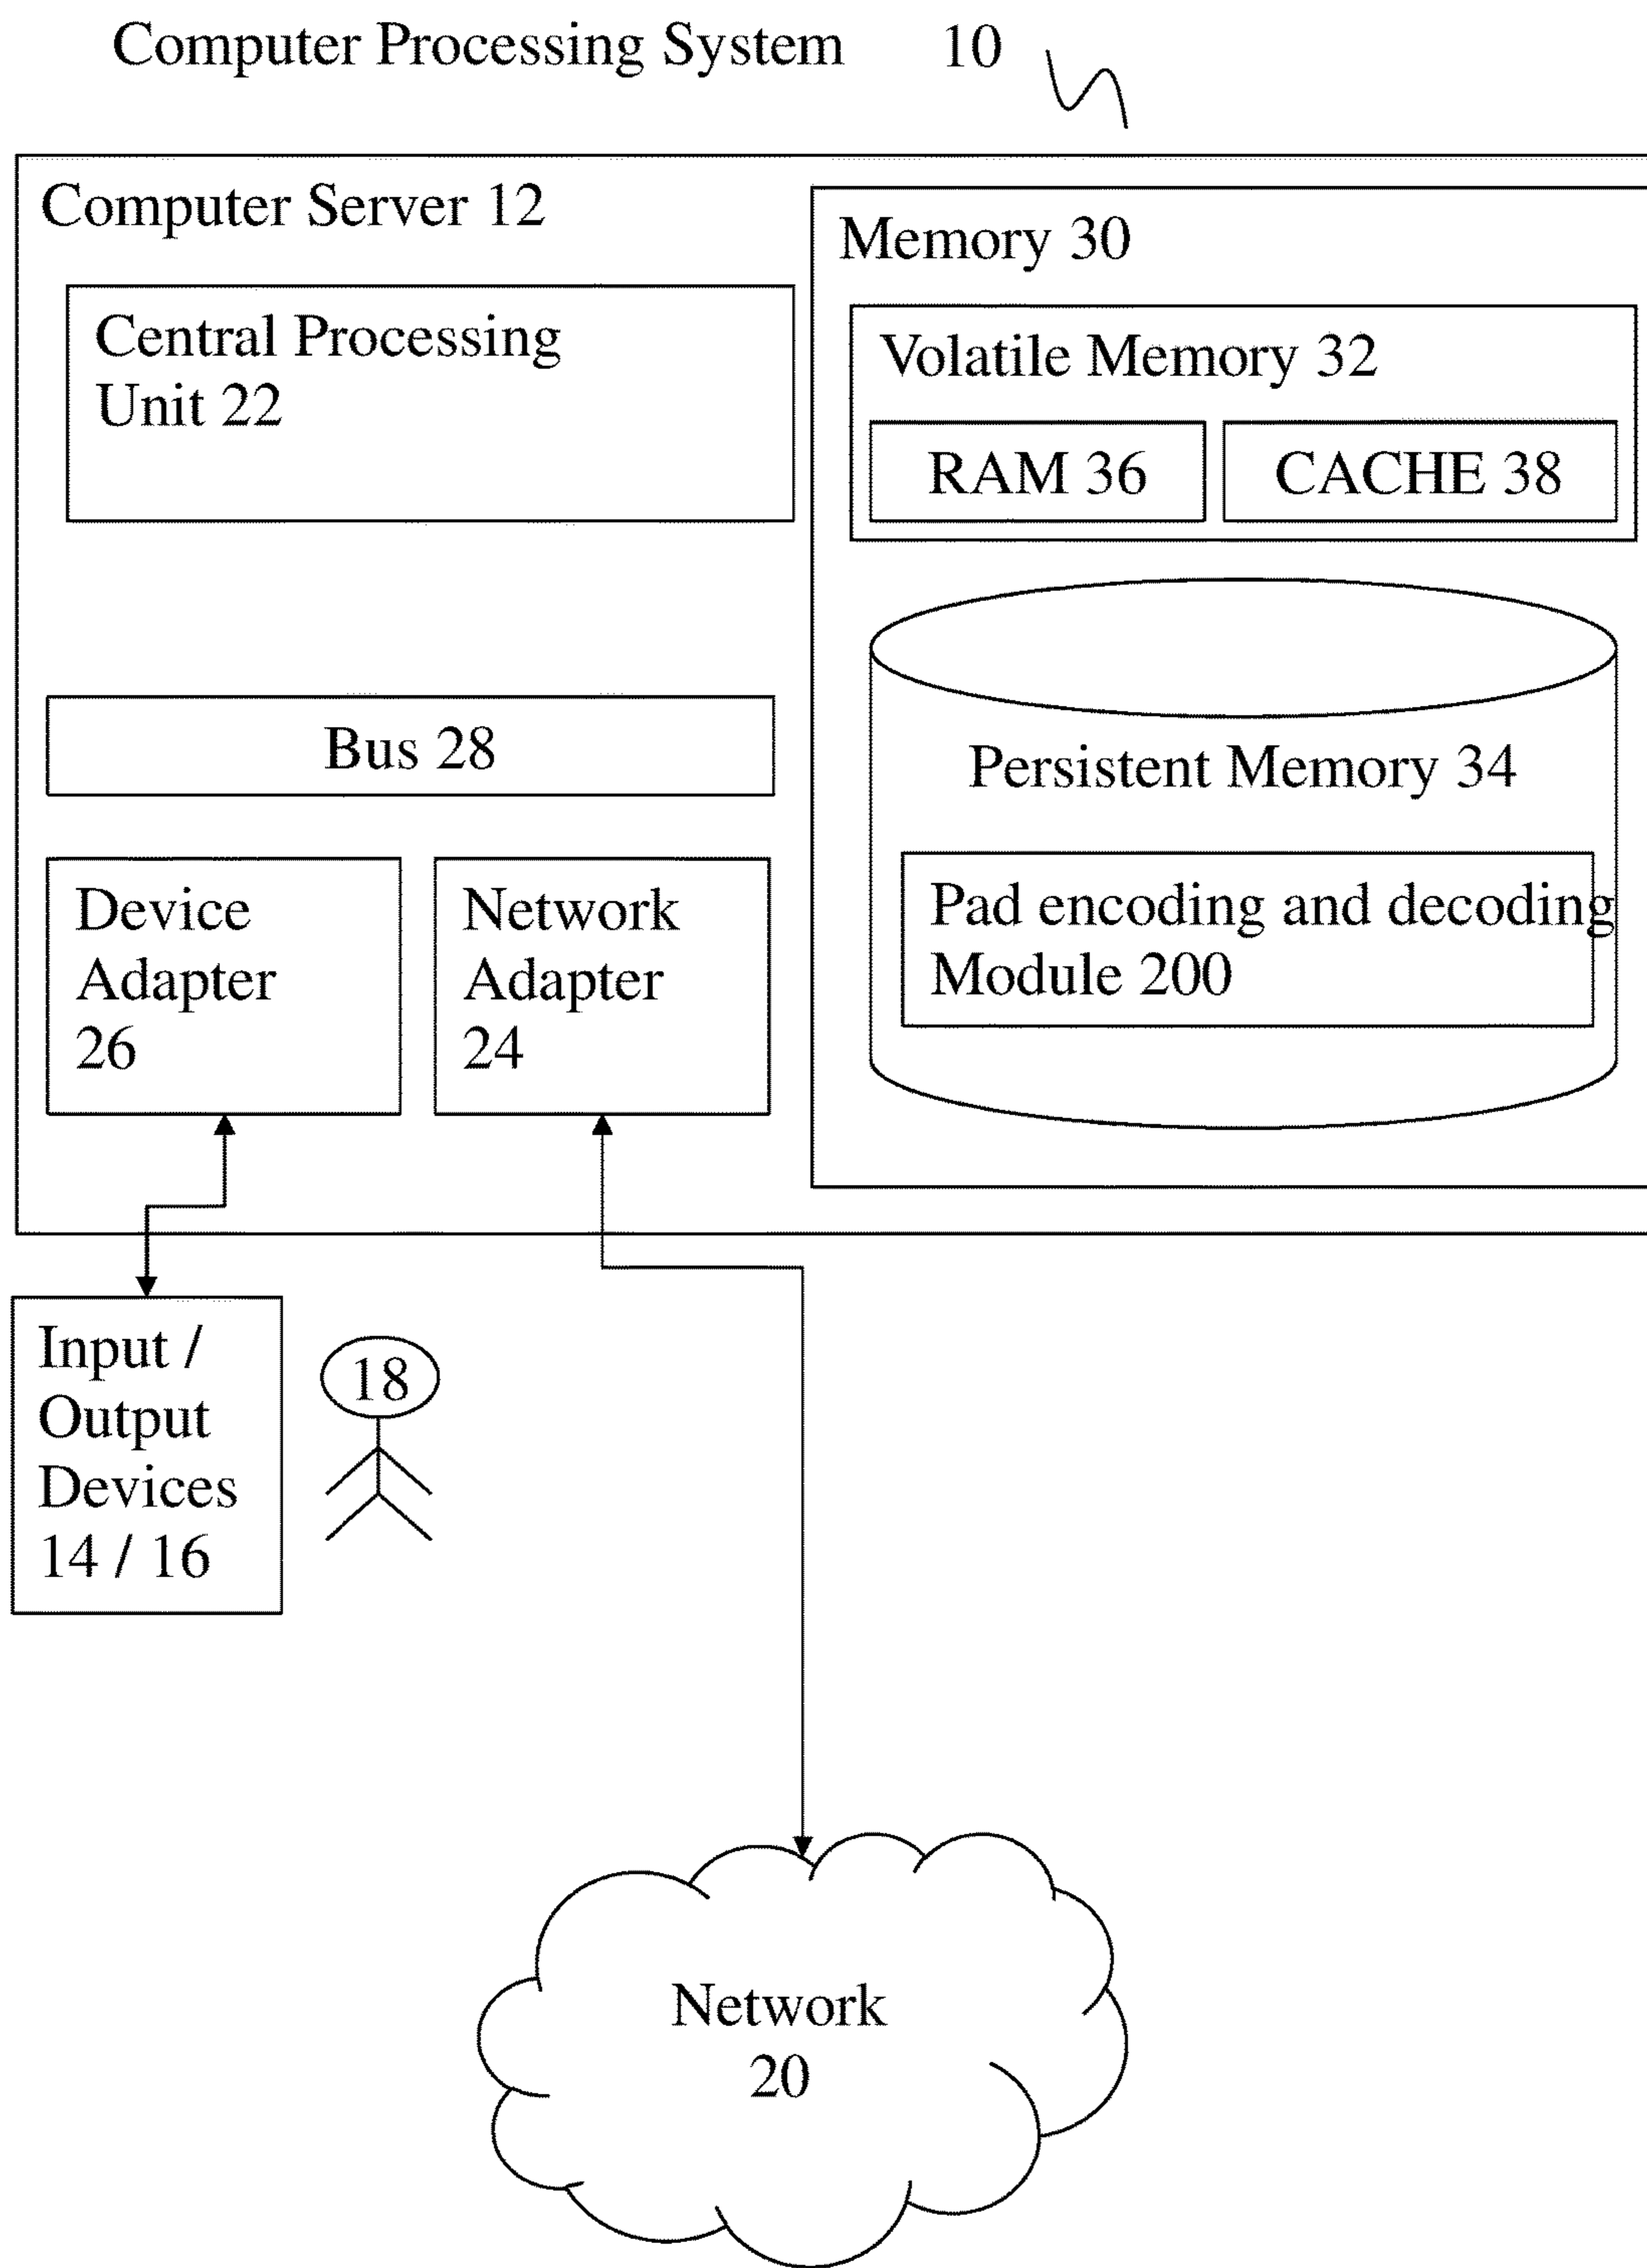 Computer Processing System 10
Computer Server 12
Central Processing
Unit 22
Bus 28
Device
Adapter
26
Network
Adapter
24
Memory 30
Volatile Memory 32
RAM 36
CACHE 38
Persistent Memory 34
Pad encoding and decoding
Module 200
Input /
Output
Devices
14 / 16
18
Network
20